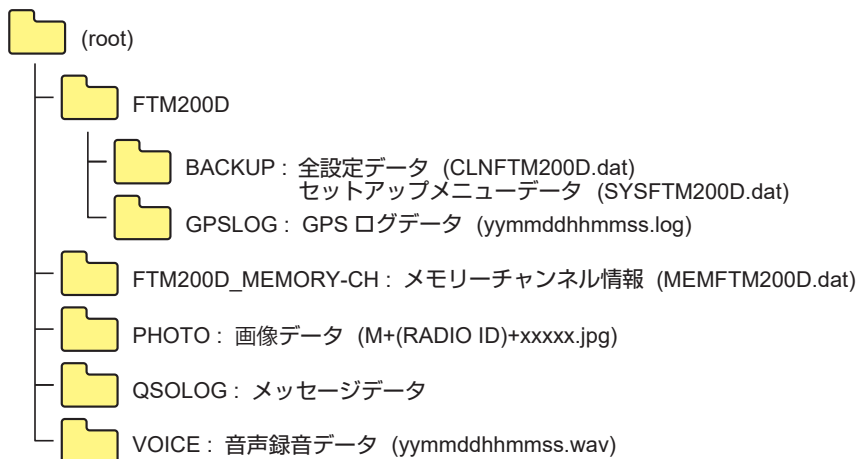 (root)
FTM200D
BACKUP : 全設定データ (CLNFTM200D.dat)
セットアップメニューデータ (SYSFTM200D.dat)
GPSLOG : GPS ログデータ (yymmddhhmmss.log)
FTM200D_MEMORY-CH : メモリーチャンネル情報 (MEMFTM200D.dat)
PHOTO : 画像データ (M+(RADIO ID)+xxxxx.jpg)
QSOLOG : メッセージデータ
VOICE : 音声録音データ (yymmddhhmmss.wav)